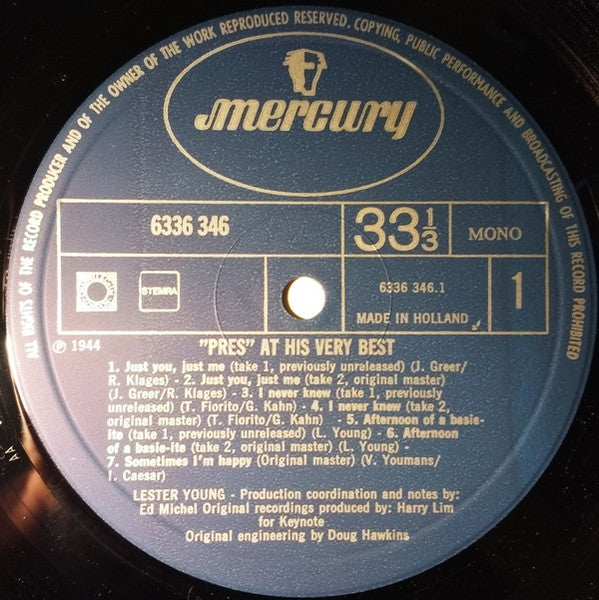 ALL RIGHTS OF THE RECORD PRODUCER AND OF THE OWNER OF THE WORK REPRODUCED RESERVED. COPYING, PUBLIC PERFORMANCE AND BROADCASTING OF THIS RECORD PROHIBITED
mercury
6336 346
33 1/3
MONO
STEMRA
6336 346.1
MADE IN HOLLAND
1
"PRES" AT HIS VERY BEST
℗ 1944
1. Just you, just me (take 1, previously unreleased) (J. Greer/
R. Klages) - 2. Just you, just me (take 2, original master)
(J. Greer/R. Klages) - 3. I never knew (take 1, previously
unreleased) (T. Fiorito/G. Kahn) - 4. I never knew (take 2,
original master) (T. Fiorito/G. Kahn) - 5. Afternoon of a basie-
ite (take 1, previously unreleased) (L. Young) - 6. Afternoon
of a basie-ite (take 2, original master) (L. Young) -
7. Sometimes I'm happy (Original master) (V. Youmans/
I. Caesar)
LESTER YOUNG - Production coordination and notes by:
Ed Michel Original recordings produced by: Harry Lim
for Keynote
Original engineering by Doug Hawkins